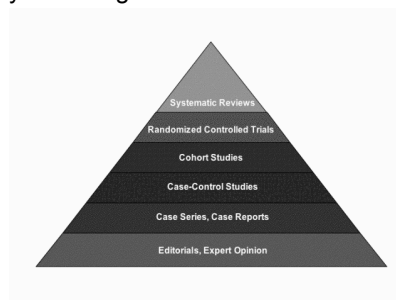 Systematic Reviews
Randomized Controlled Trials
Cohort Studies
Case-Control Studies
Case Series, Case Reports
Editorials, Expert Opinion